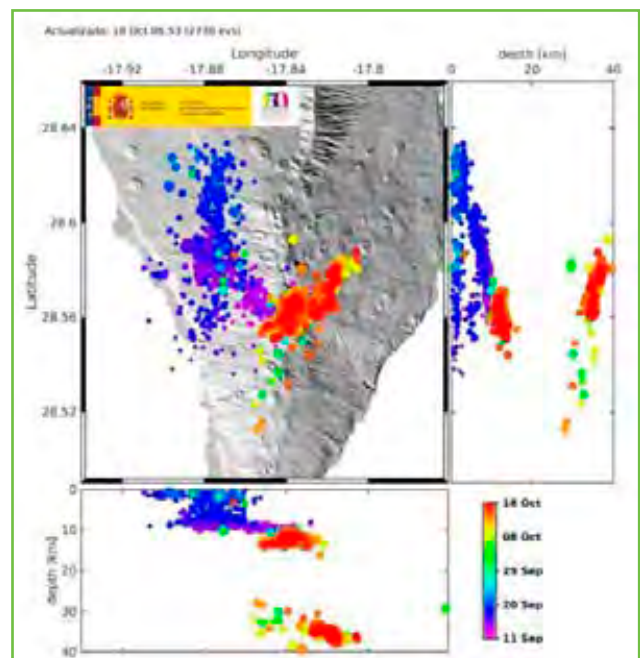 Actualizado: 18 Oct 06:53 (2738 evs)
Longitude
depth [km]
-17.92 -17.88 -17.84 -17.8
0 20 40
28.64
28.6
28.56
28.52
Latitude
0
10
20
30
40
depth [km]
18 Oct
08 Oct
29 Sep
20 Sep
11 Sep